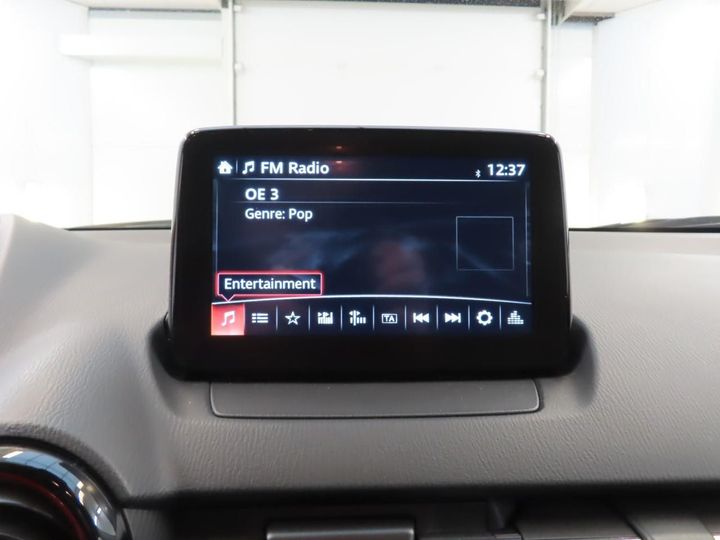 FM Radio 12:37
OE 3
Genre: Pop
Entertainment
TA